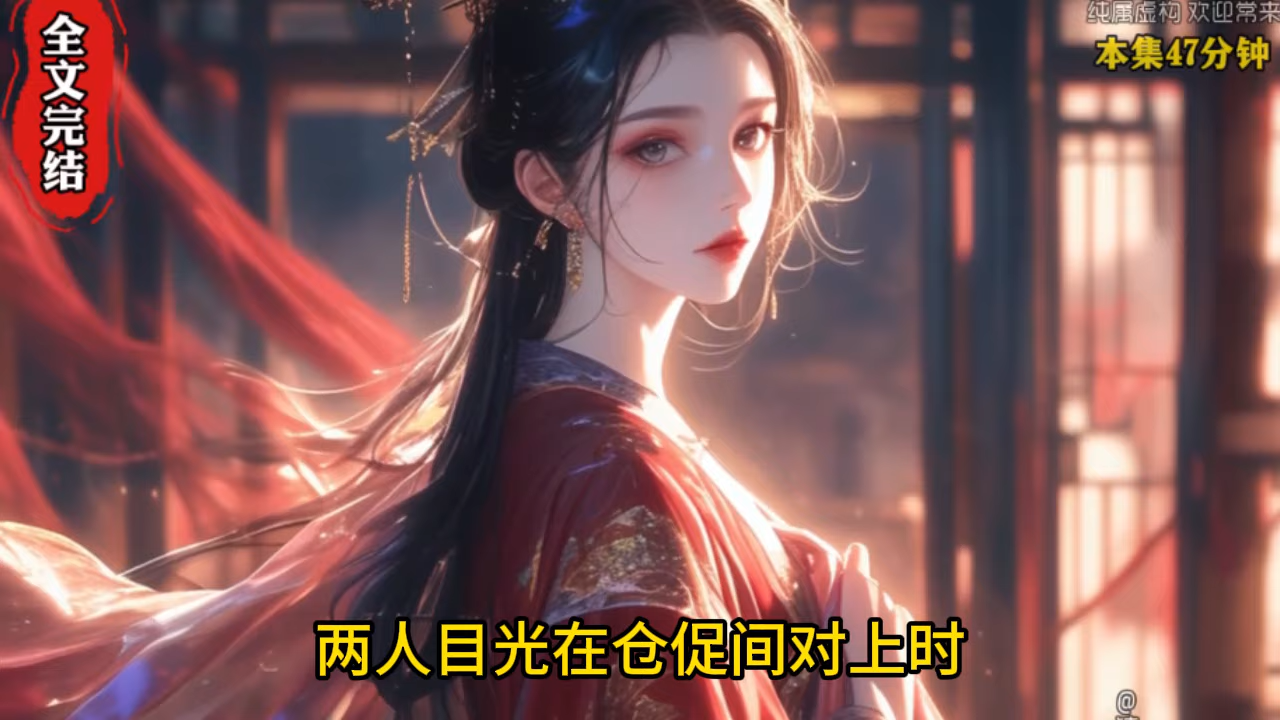 全文完结
纯属虚构 欢迎常来
本集47分钟
两人目光在仓促间对上时
@